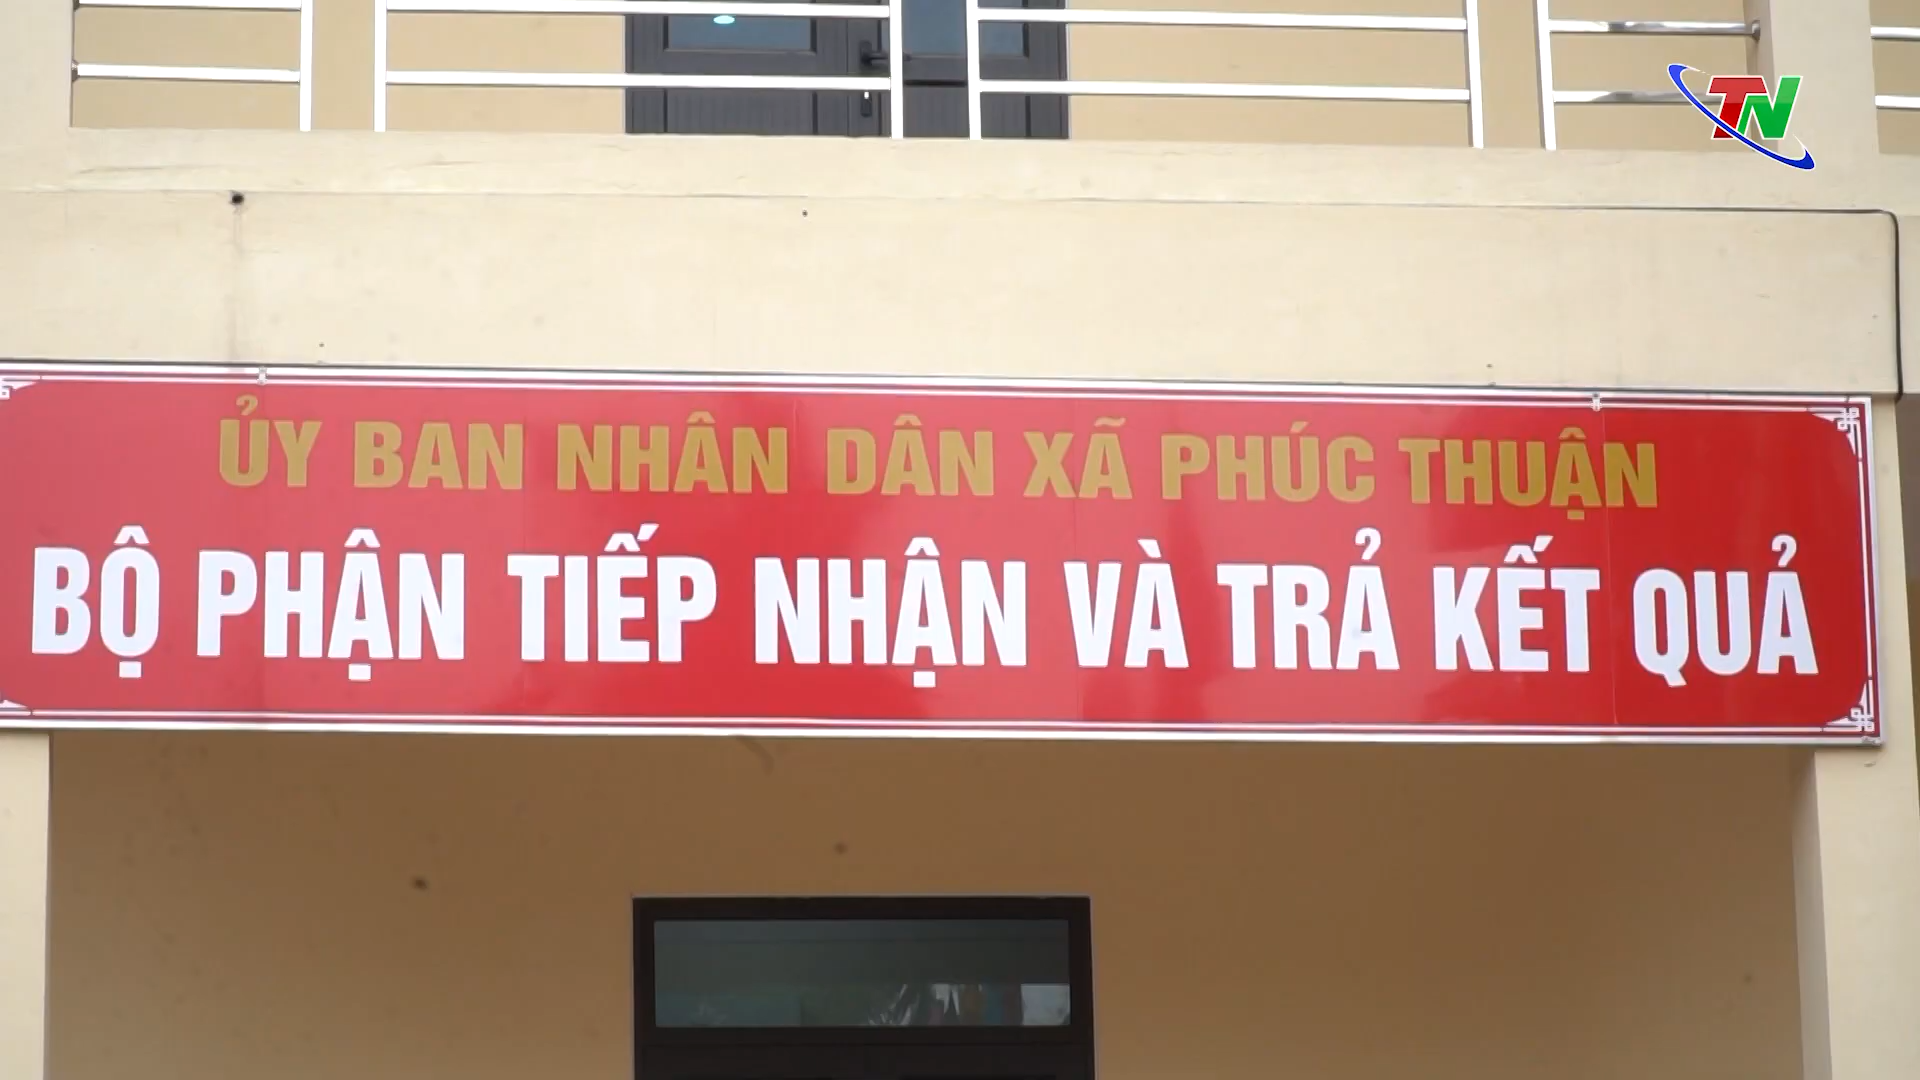 TN
ỦY BAN NHÂN DÂN XÃ PHÚC THUẬN
BỘ PHẬN TIẾP NHẬN VÀ TRẢ KẾT QUẢ